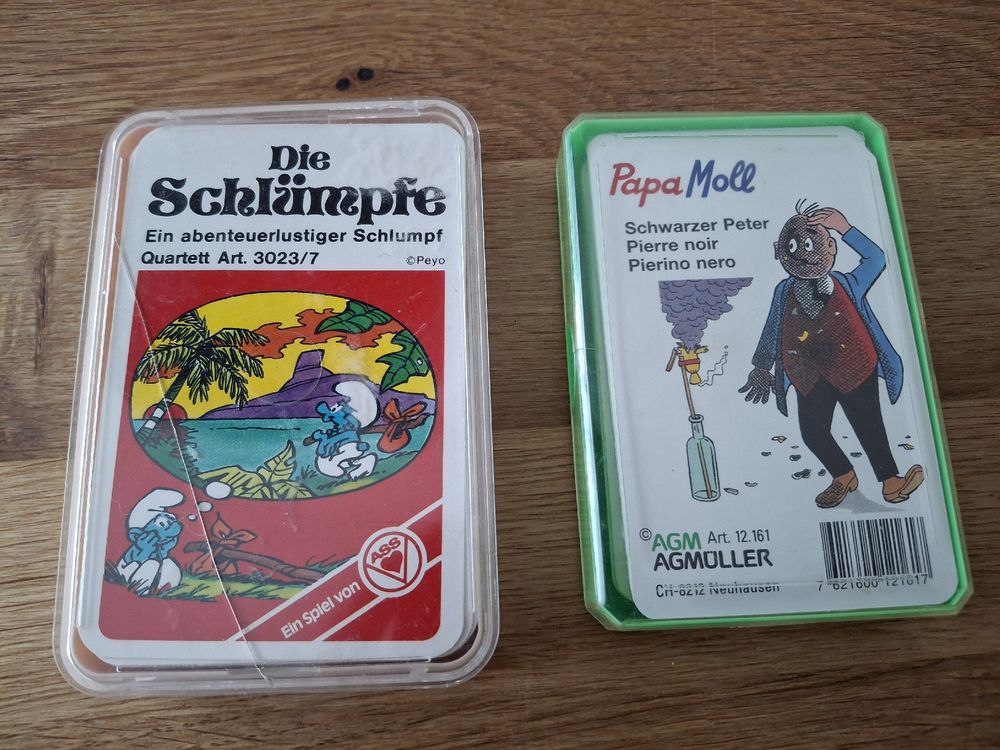 Die
Schlümpfe
Ein abenteuerlustiger Schlumpf
Quartett Art. 3023/7
©Peyo
Ein Spiel von
ASS
Papa Moll
Schwarzer Peter
Pierre noir
Pierino nero
©AGM Art. 12.161
AGMÜLLER
CH-8212 Neuhausen
7 621600 121617